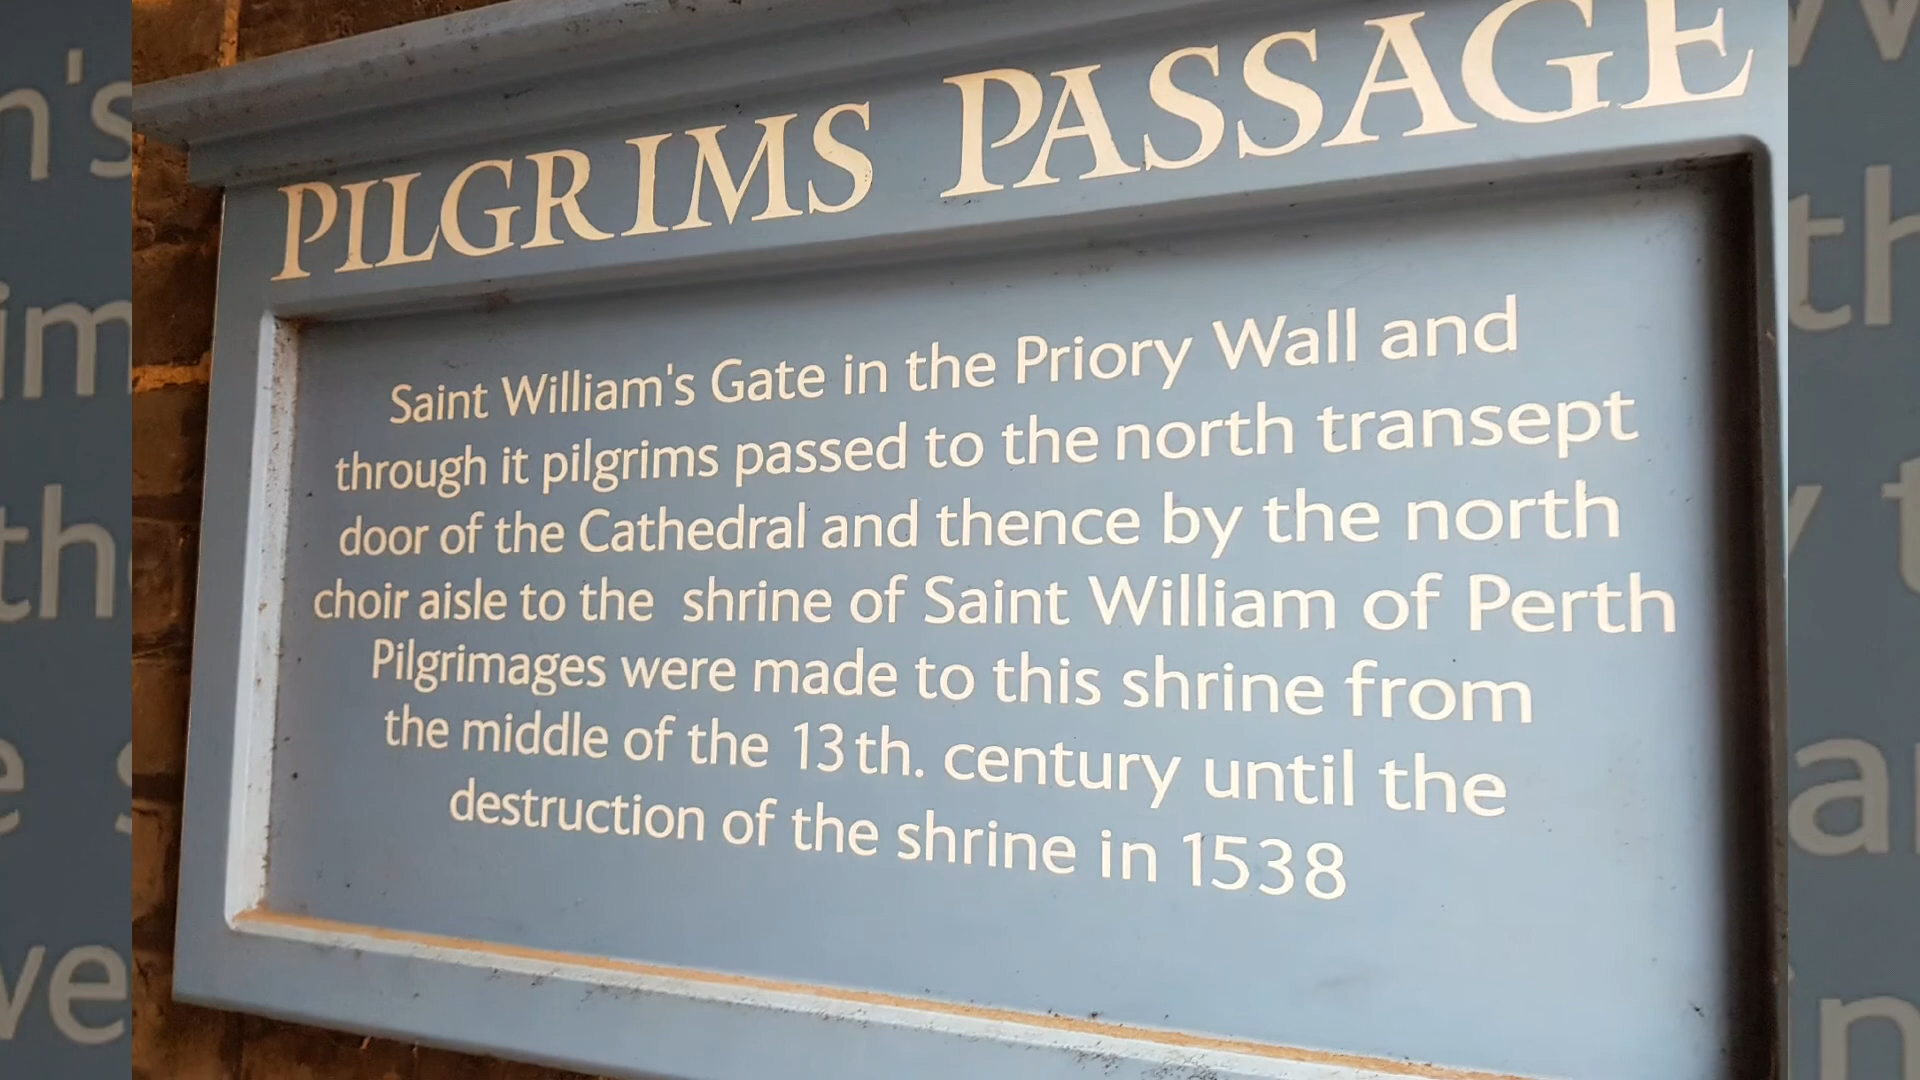 PILGRIMS PASSAGE
Saint William's Gate in the Priory Wall and
through it pilgrims passed to the north transept
door of the Cathedral and thence by the north
choir aisle to the shrine of Saint William of Perth
Pilgrimages were made to this shrine from
the middle of the 13th. century until the
destruction of the shrine in 1538